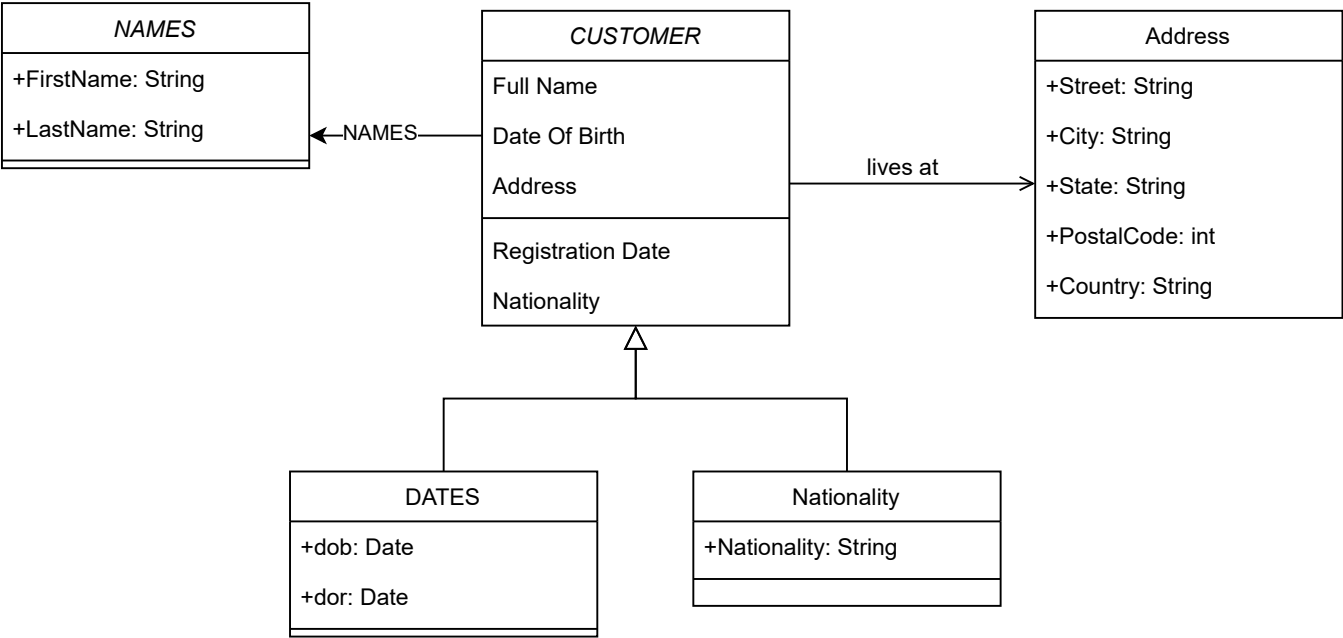 NAMES
+FirstName: String
+LastName: String
NAMES
CUSTOMER
Full Name
Date Of Birth
Address
Registration Date
Nationality
lives at
Address
+Street: String
+City: String
+State: String
+PostalCode: int
+Country: String
DATES
+dob: Date
+dor: Date
Nationality
+Nationality: String